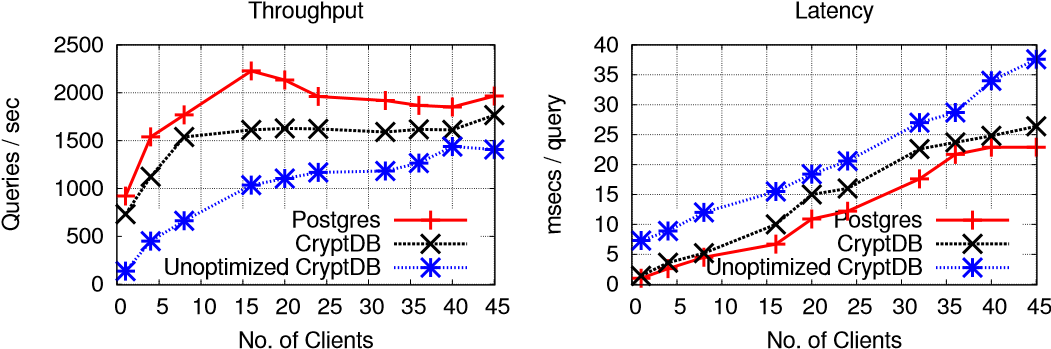 Throughput
Queries / sec
2500
2000
1500
1000
500
0
0 5 10 15 20 25 30 35 40 45
No. of Clients
Postgres
CryptDB
Unoptimized CryptDB
Latency
msecs / query
40
35
30
25
20
15
10
5
0
0 5 10 15 20 25 30 35 40 45
No. of Clients
Postgres
CryptDB
Unoptimized CryptDB